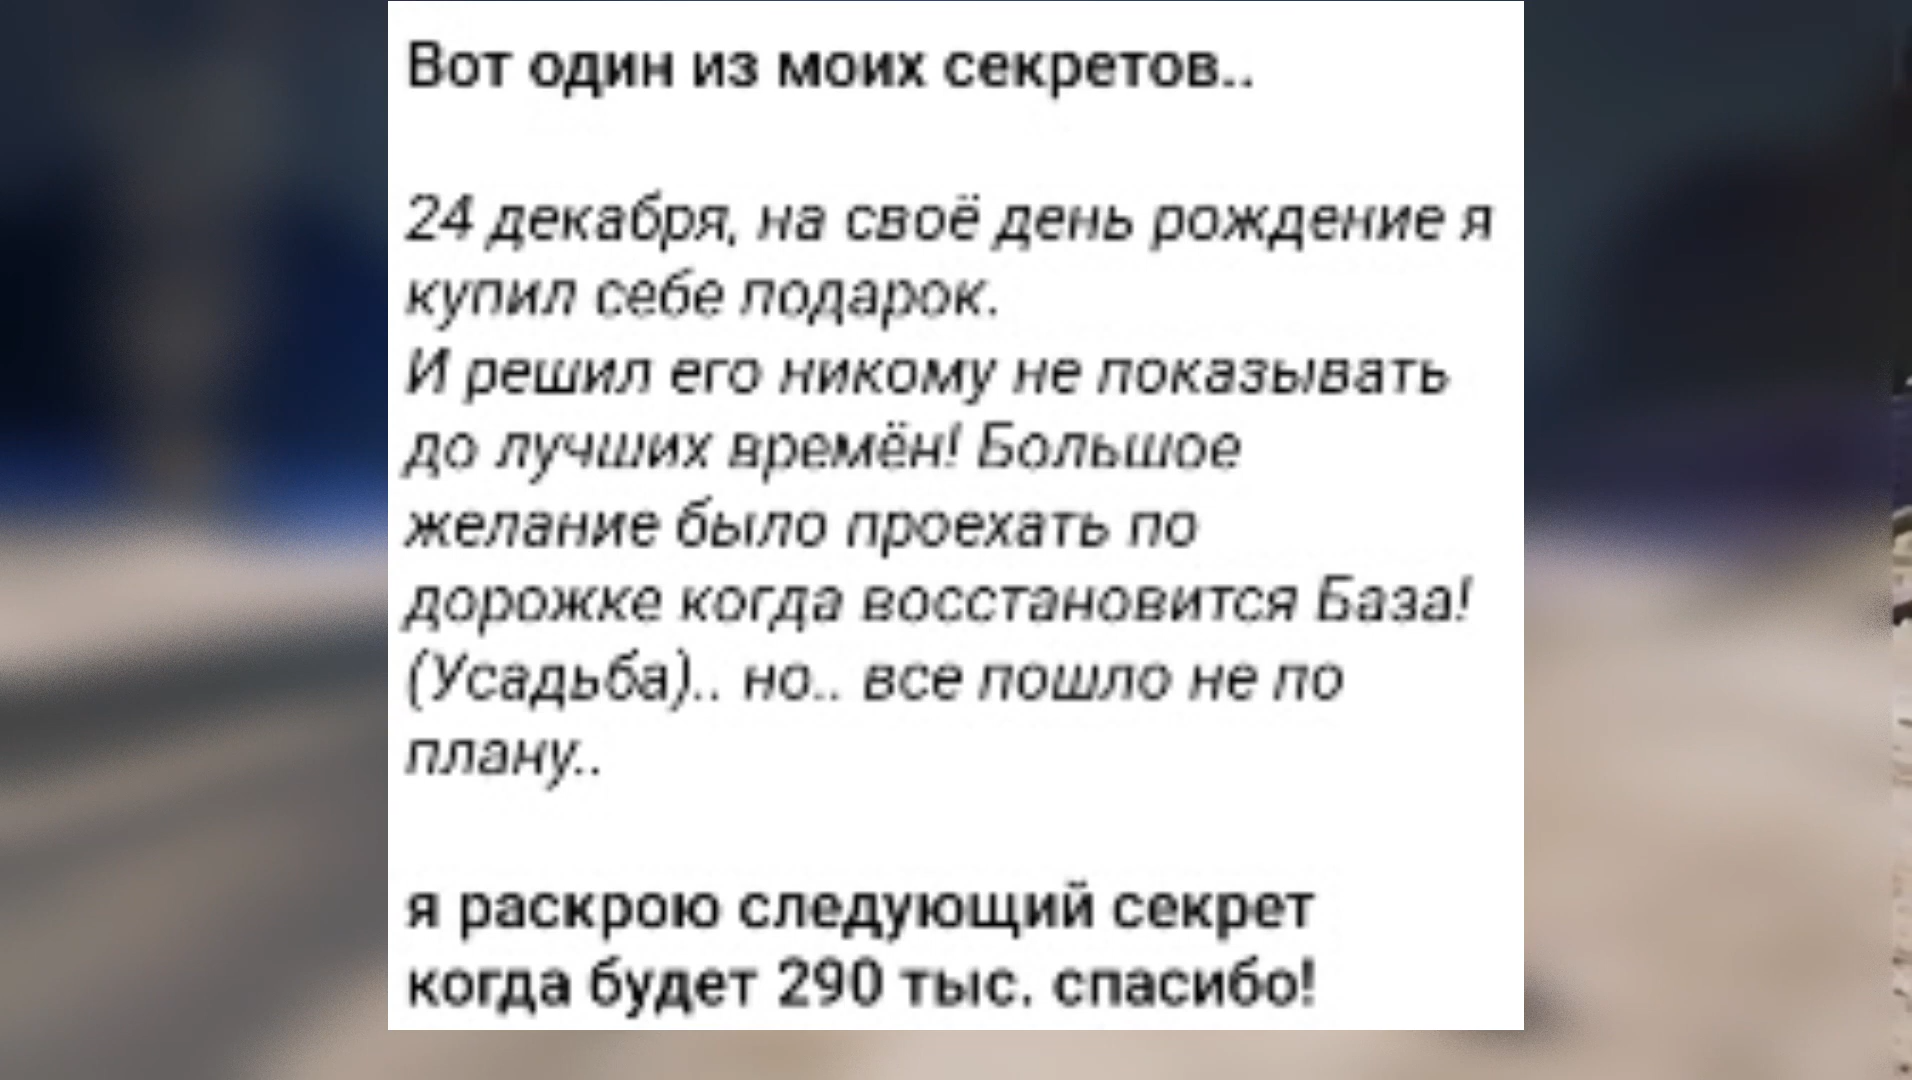 Вот один из моих секретов..
24 декабря, на своё день рождение я
купил себе подарок.
И решил его никому не показывать
до лучших времён! Большое
желание было проехать по
дорожке когда восстановится База!
(Усадьба).. но.. все пошло не по
плану..
я раскрою следующий секрет
когда будет 290 тыс. спасибо!